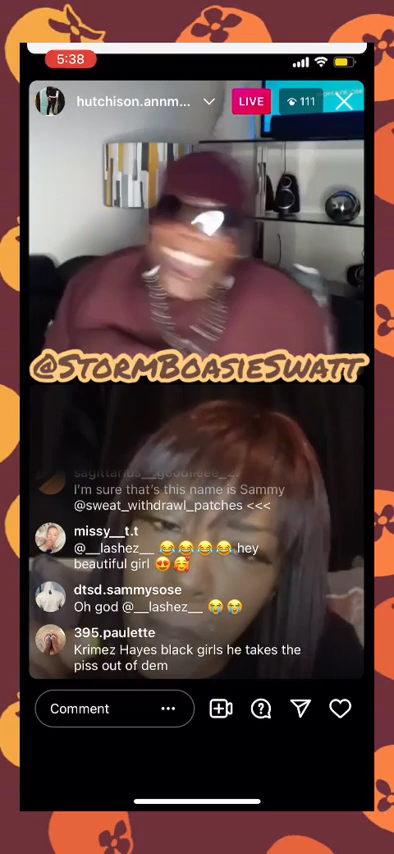 5:38
hutchison.annm...
LIVE
111
@StormBoasieSwatt
I'm sure that's this name is Sammy
@sweat_withdrawl_patches <<<
missy__t.t
@__lashez__ 😂😂😂😂 hey
beautiful girl 😍🥰
dtsd.sammysose
Oh god @__lashez__ 😭😭
395.paulette
Krimez Hayes black girls he takes the
piss out of dem
Comment